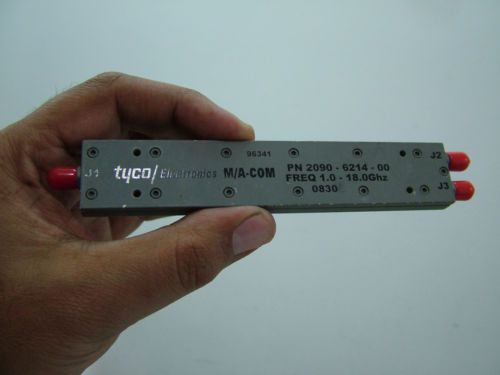 96341
J1 tyco/ Electronics M/A-COM PN 2090 - 6214 - 00 J2
FREQ 1.0 - 18.0Ghz J3
0830